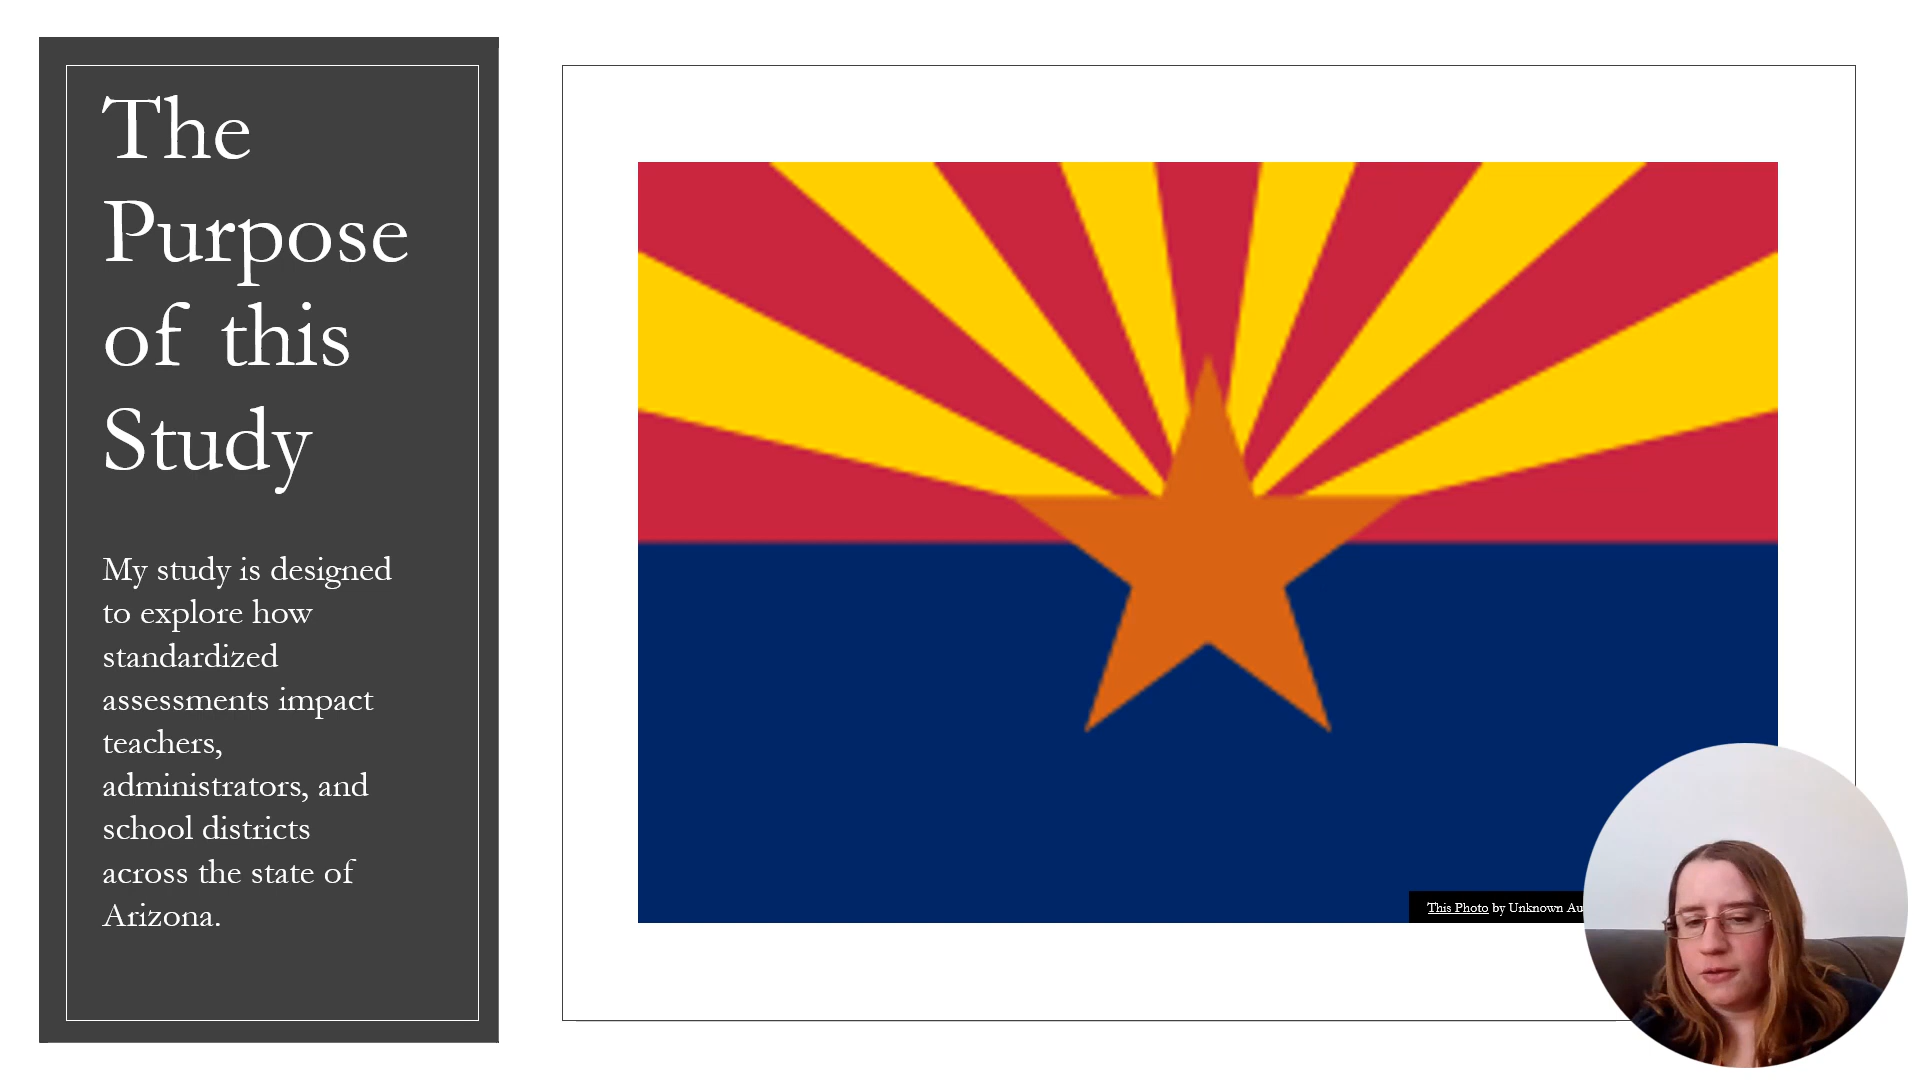 The
Purpose
of this
Study
My study is designed
to explore how
standardized
assessments impact
teachers,
administrators, and
school districts
across the state of
Arizona.
This Photo by Unknown